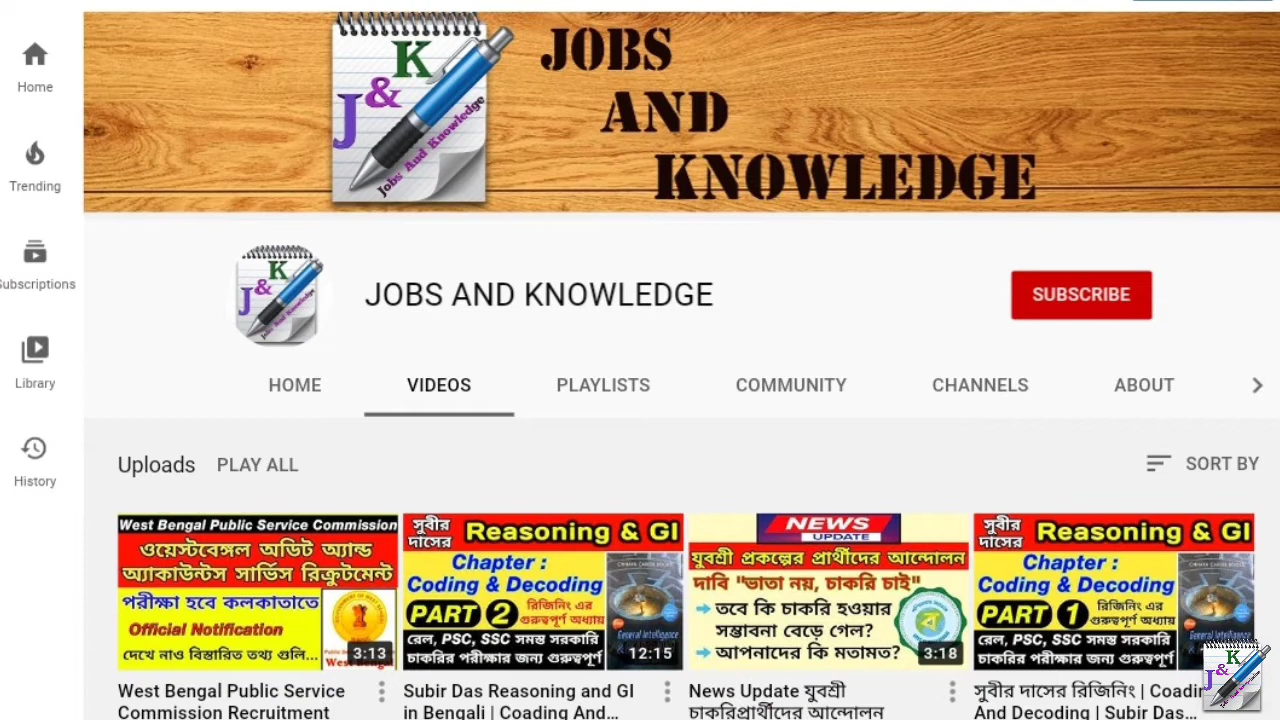 K
&
J
Jobs And Knowledge
JOBS
AND
KNOWLEDGE
Home
Trending
Subscriptions
Library
History
K
&
J
Jobs And Knowledge
JOBS AND KNOWLEDGE
SUBSCRIBE
HOME
VIDEOS
PLAYLISTS
COMMUNITY
CHANNELS
ABOUT
Uploads
PLAY ALL
SORT BY
West Bengal Public Service Commission
ওয়েস্টবেঙ্গল অডিট অ্যান্ড
অ্যাকাউন্টস সার্ভিস রিক্রুটমেন্ট
পরীক্ষা হবে কলকাতাতে
Official Notification
দেখে নাও বিস্তারিত তথ্য গুলি...
3:13
West Bengal Public Service
Commission Recruitment
সুবীর
দাসের
Reasoning & GI
Chapter :
Coding & Decoding
PART 2
রিজিনিং এর
গুরুত্বপূর্ণ অধ্যায়
রেল, PSC, SSC সমস্ত সরকারি
চাকরির পরীক্ষার জন্য গুরুত্বপূর্ণ
General Intelligence
12:15
Subir Das Reasoning and GI
in Bengali | Coading And...
NEWS
UPDATE
যুবশ্রী প্রকল্পের প্রার্থীদের আন্দোলন
দাবি "ভাতা নয়, চাকরি চাই"
তবে কি চাকরি হওয়ার
সম্ভাবনা বেড়ে গেল?
আপনাদের কি মতামত?
ব
3:18
News Update যুবশ্রী
চাকরিপ্রার্থীদের আন্দোলন
সুবীর
দাসের
Reasoning & GI
Chapter :
Coding & Decoding
PART 1
রিজিনিং এর
গুরুত্বপূর্ণ অধ্যায়
রেল, PSC, SSC সমস্ত সরকারি
চাকরির পরীক্ষার জন্য গুরুত্বপূর্ণ
সুবীর দাসের রিজিনিং | Coadin
And Decoding | Subir Das...
K
&
J